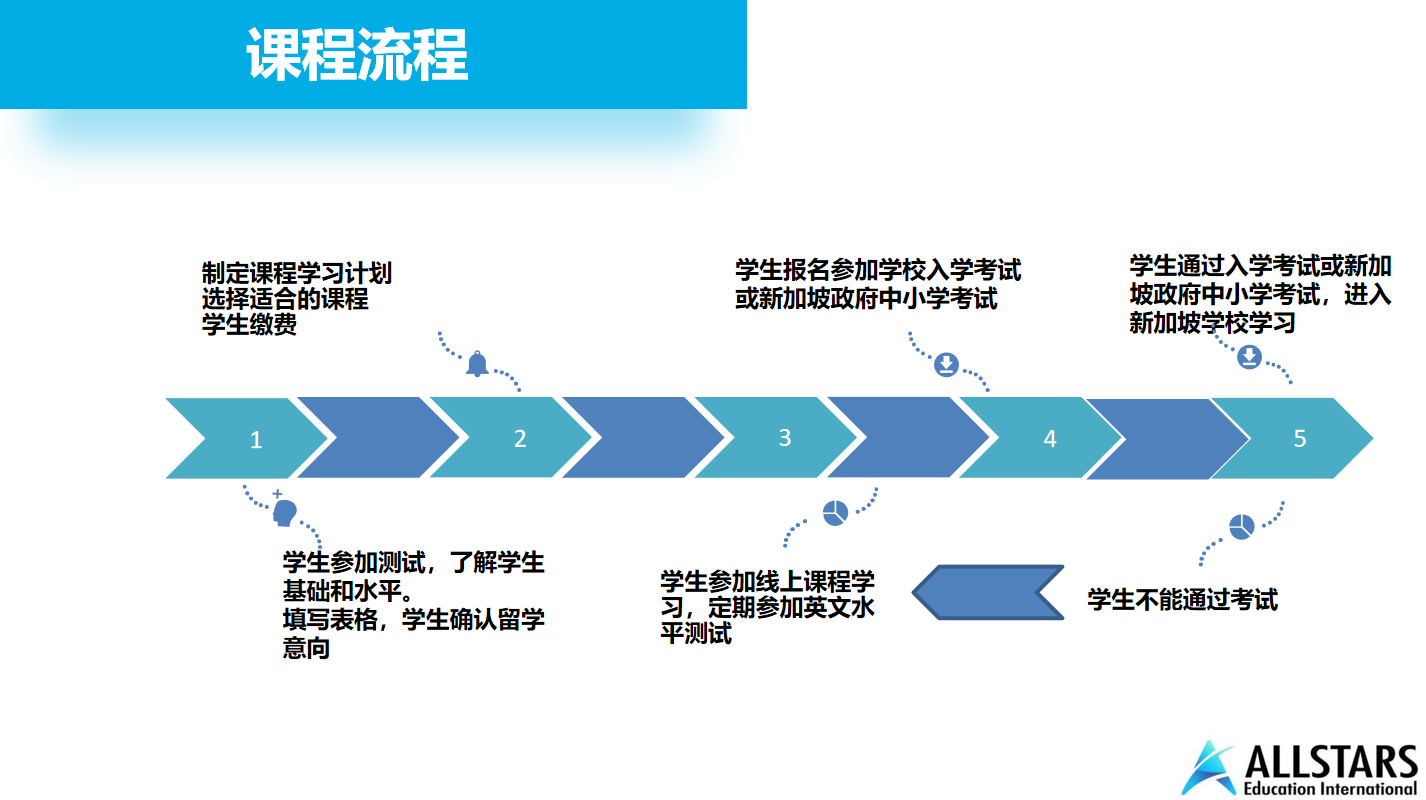 课程流程
制定课程学习计划
选择适合的课程
学生缴费
学生报名参加学校入学考试
或新加坡政府中小学考试
学生通过入学考试或新加
坡政府中小学考试，进入
新加坡学校学习
1
2
3
4
5
学生参加测试，了解学生
基础和水平。
填写表格，学生确认留学
意向
学生参加线上课程学
习，定期参加英文水
平测试
学生不能通过考试
ALLSTARS
Education International